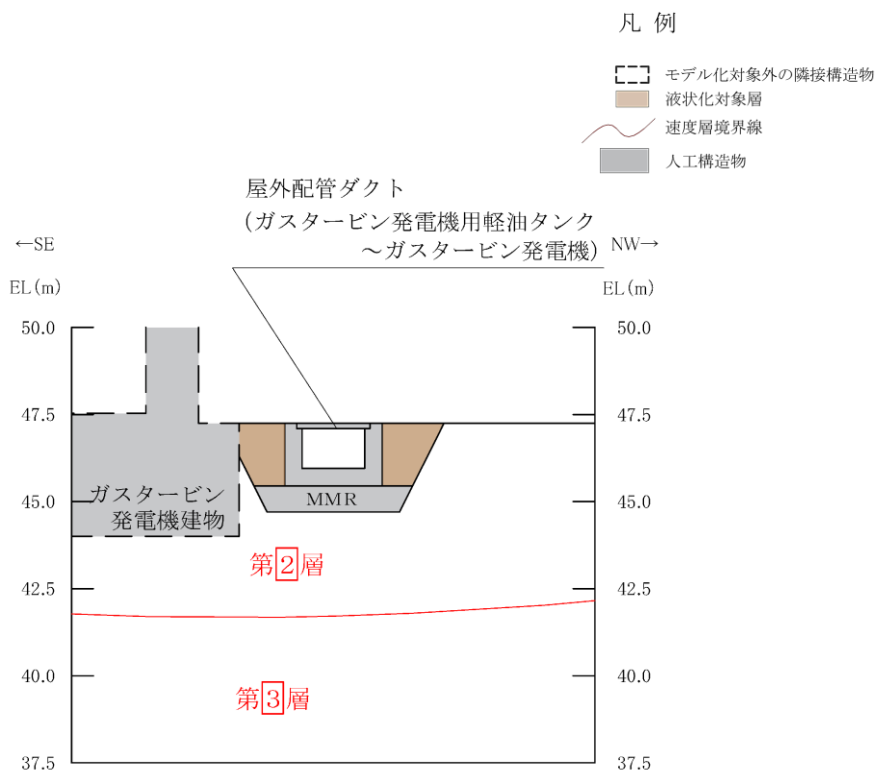 凡 例
モデル化対象外の隣接構造物
液状化対象層
速度層境界線
人工構造物
屋外配管ダクト
(ガスタービン発電機用軽油タンク
～ガスタービン発電機)
←SE
NW→
EL(m)
EL(m)
50.0
50.0
47.5
47.5
45.0
45.0
42.5
42.5
40.0
40.0
37.5
37.5
ガスタービン
発電機建物
MMR
第2層
第3層